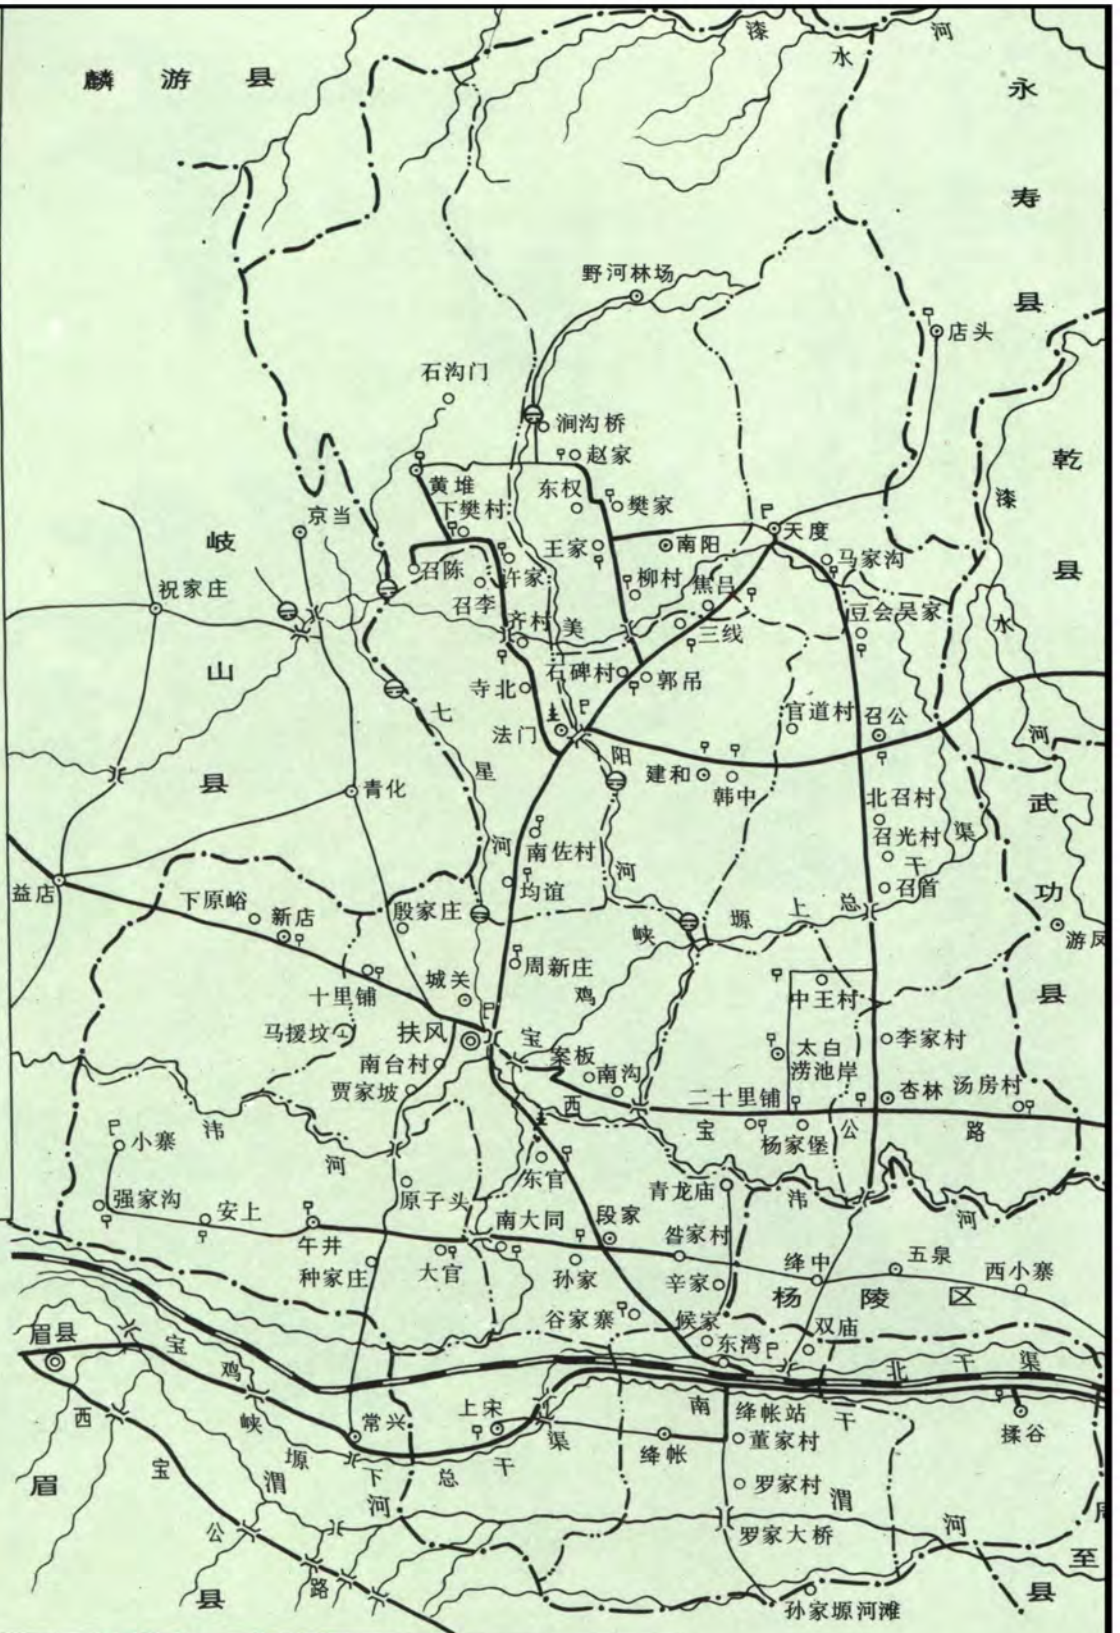 漆
河
水
麟游县
永寿县
野河林场
店头
石沟门
涧沟桥
赵家
乾县
黄堆
东权
樊家
漆
下樊村
京当
岐山县
天度
王家
南阳
马家沟
召陈
许家
柳村
焦吕
祝家庄
召李
豆会吴家
齐村
美
三线
水
石碑村
寺北
郭吊
七
官道村
召公
法门
阳
河
星
建和
韩中
青化
北召村
武功县
河
南佐村
召光村
渠
干
益店
均谊
河
召首
下原峪
殷家庄
新店
塬
上
总
峡
游凤
周新庄
十里铺
城关
鸡
中王村
马援坟
扶风
宝
太白
李家村
南台村
案板
涝池岸
贾家坡
南沟
二十里铺
杏林
汤房村
西
宝
公
路
小寨
沣
杨家堡
河
东官
青龙庙
强家沟
原子头
河
安上
南大同
段家
午井
昝家村
绛中
五泉
种家庄
大官
孙家
辛家
西小寨
杨陵区
谷家寨
候家
双庙
眉县
东湾
宝
北
干
渠
鸡
西
峡
上宋
南
绛帐站
干
常兴
渠
董家村
揉谷
绛帐
塬
宝
下
总
干
眉县
渭
罗家村
渭
河
公
罗家大桥
河
至
路
县
孙家塬河滩